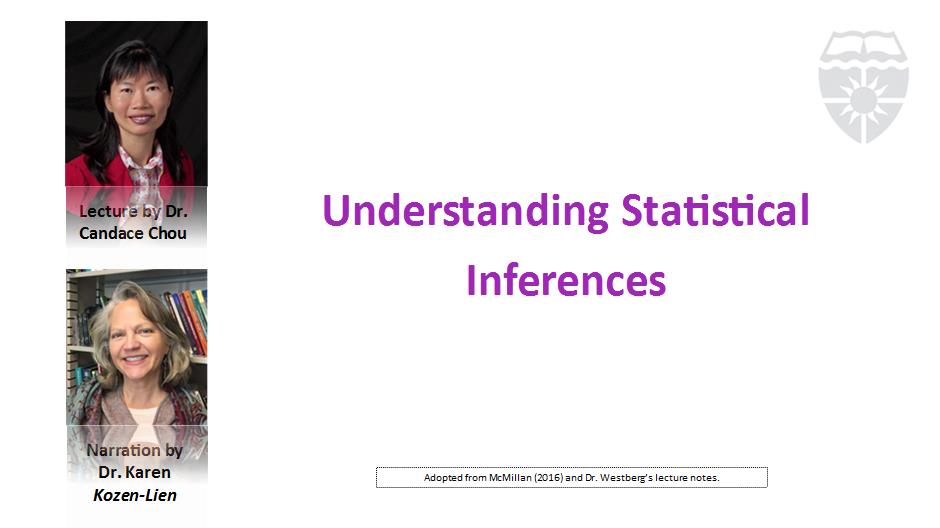 Lecture by Dr.
Candace Chou
Understanding Statistical
Inferences
Narration by
Dr. Karen
Kozen-Lien
Adopted from McMillan (2016) and Dr. Westberg's lecture notes.